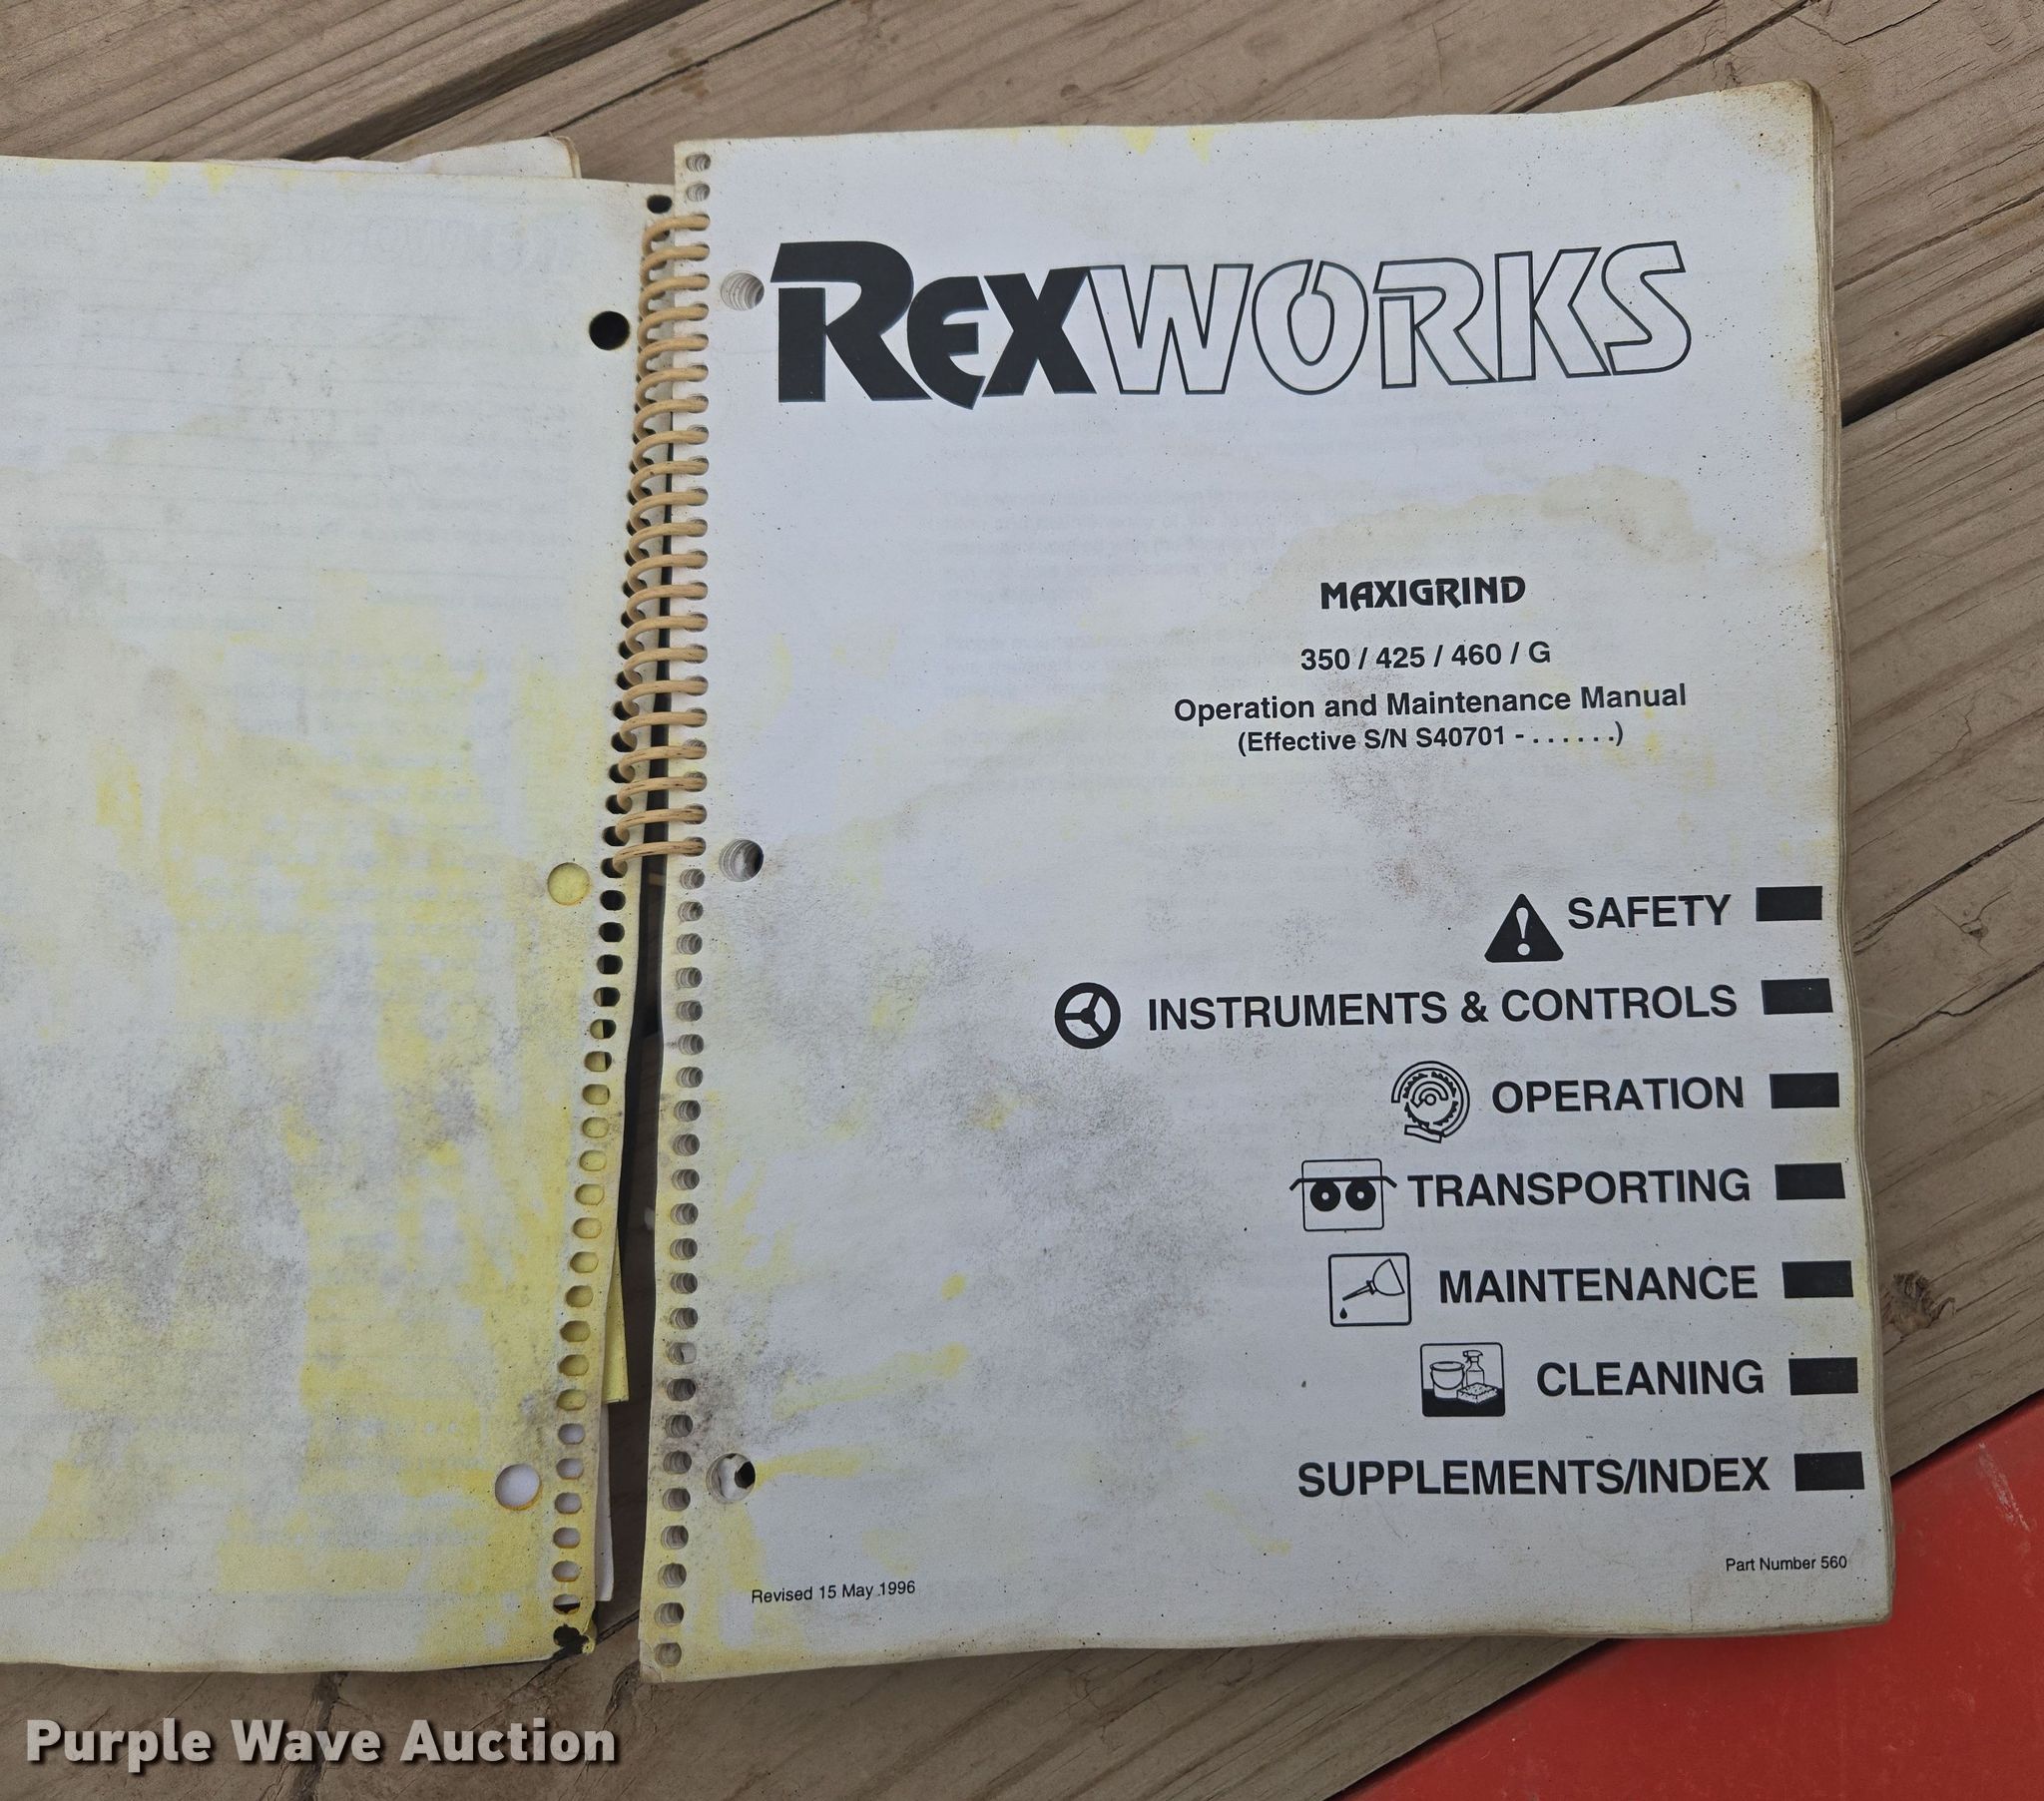 REXWORKS
MAXIGRIND
350 / 425 / 460 / G
Operation and Maintenance Manual
(Effective S/N S40701 - . . . . . .)
SAFETY
INSTRUMENTS & CONTROLS
OPERATION
TRANSPORTING
MAINTENANCE
CLEANING
SUPPLEMENTS/INDEX
Part Number 560
Revised 15 May 1996
Purple Wave Auction